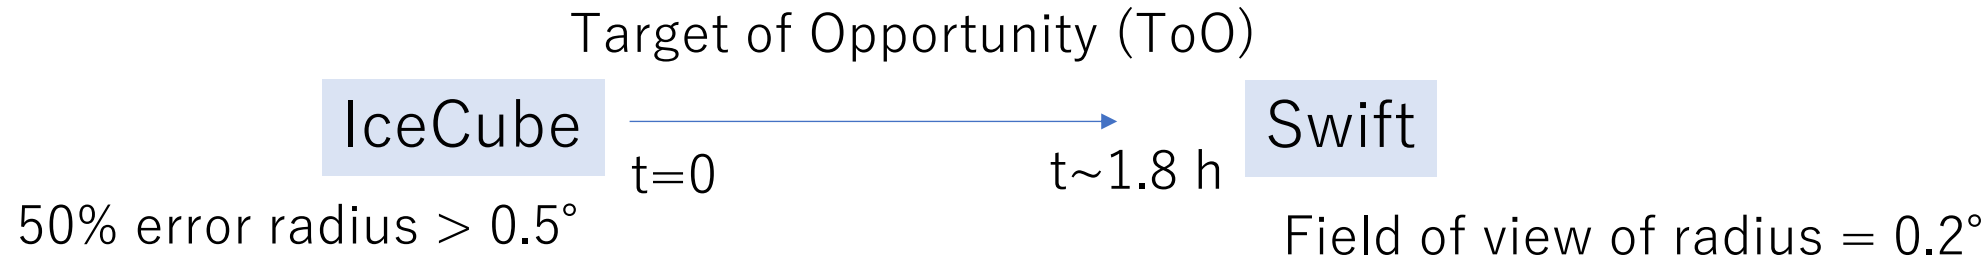 Target of Opportunity (ToO)
IceCube
Swift
t=0
t~1.8 h
50% error radius > 0.5°
Field of view of radius = 0.2°